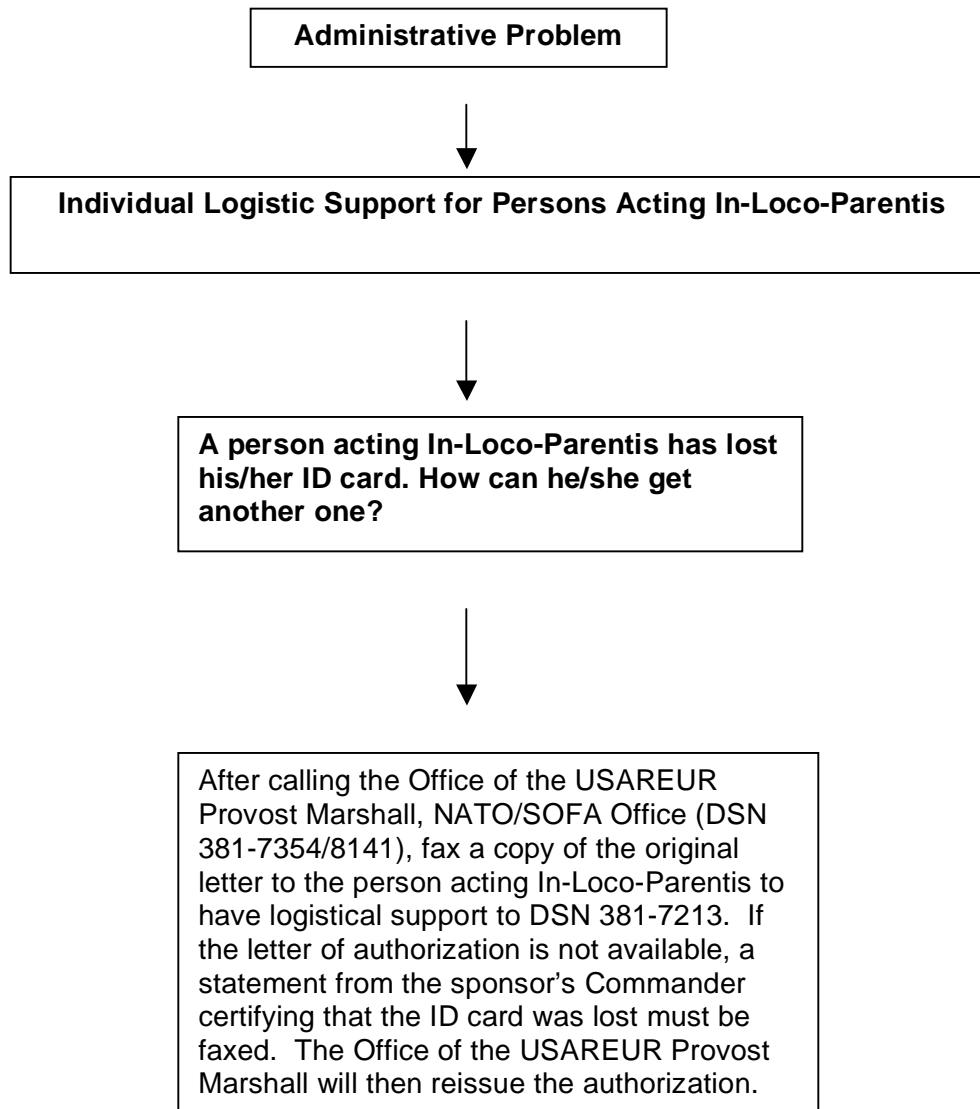 Administrative Problem
Individual Logistic Support for Persons Acting In-Loco-Parentis
A person acting In-Loco-Parentis has lost
his/her ID card. How can he/she get
another one?
After calling the Office of the USAREUR
Provost Marshall, NATO/SOFA Office (DSN
381-7354/8141), fax a copy of the original
letter to the person acting In-Loco-Parentis to
have logistical support to DSN 381-7213.  If
the letter of authorization is not available, a
statement from the sponsor’s Commander
certifying that the ID card was lost must be
faxed.  The Office of the USAREUR Provost
Marshall will then reissue the authorization.